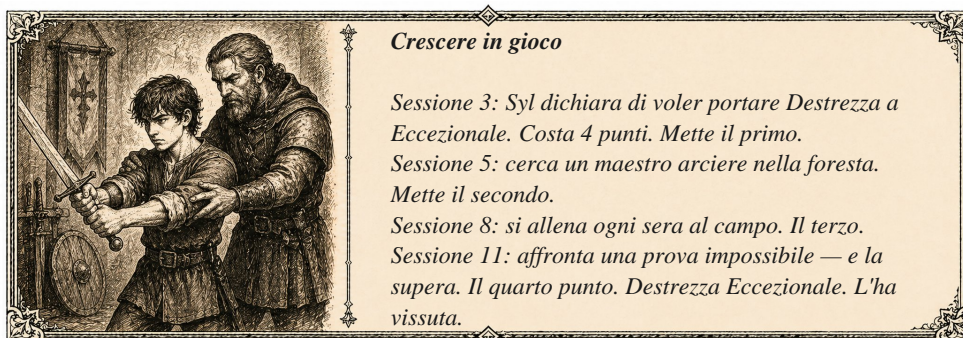 Crescere in gioco
Sessione 3: Syl dichiara di voler portare Destrezza a
Eccezionale. Costa 4 punti. Mette il primo.
Sessione 5: cerca un maestro arciere nella foresta.
Mette il secondo.
Sessione 8: si allena ogni sera al campo. Il terzo.
Sessione 11: affronta una prova impossibile — e la
supera. Il quarto punto. Destrezza Eccezionale. L'ha
vissuta.